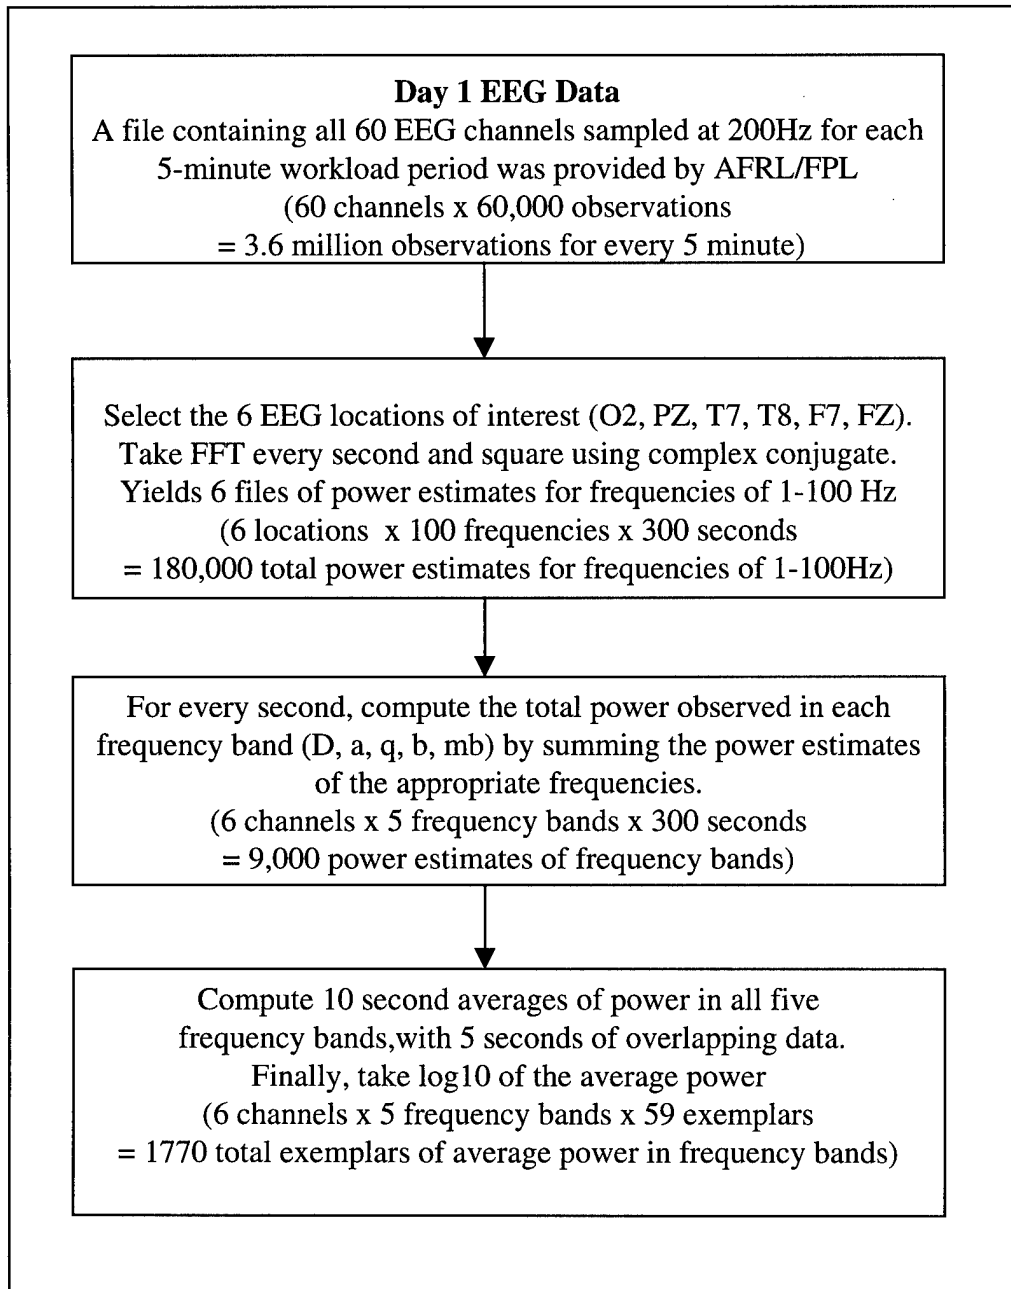 Day 1 EEG Data
A file containing all 60 EEG channels sampled at 200Hz for each
5-minute workload period was provided by AFRL/FPL
(60 channels x 60,000 observations
= 3.6 million observations for every 5 minute)
Select the 6 EEG locations of interest (O2, PZ, T7, T8, F7, FZ).
Take FFT every second and square using complex conjugate.
Yields 6 files of power estimates for frequencies of 1-100 Hz
(6 locations x 100 frequencies x 300 seconds
= 180,000 total power estimates for frequencies of 1-100Hz)
For every second, compute the total power observed in each
frequency band (D, a, q, b, mb) by summing the power estimates
of the appropriate frequencies.
(6 channels x 5 frequency bands x 300 seconds
= 9,000 power estimates of frequency bands)
Compute 10 second averages of power in all five
frequency bands,with 5 seconds of overlapping data.
Finally, take log10 of the average power
(6 channels x 5 frequency bands x 59 exemplars
= 1770 total exemplars of average power in frequency bands)